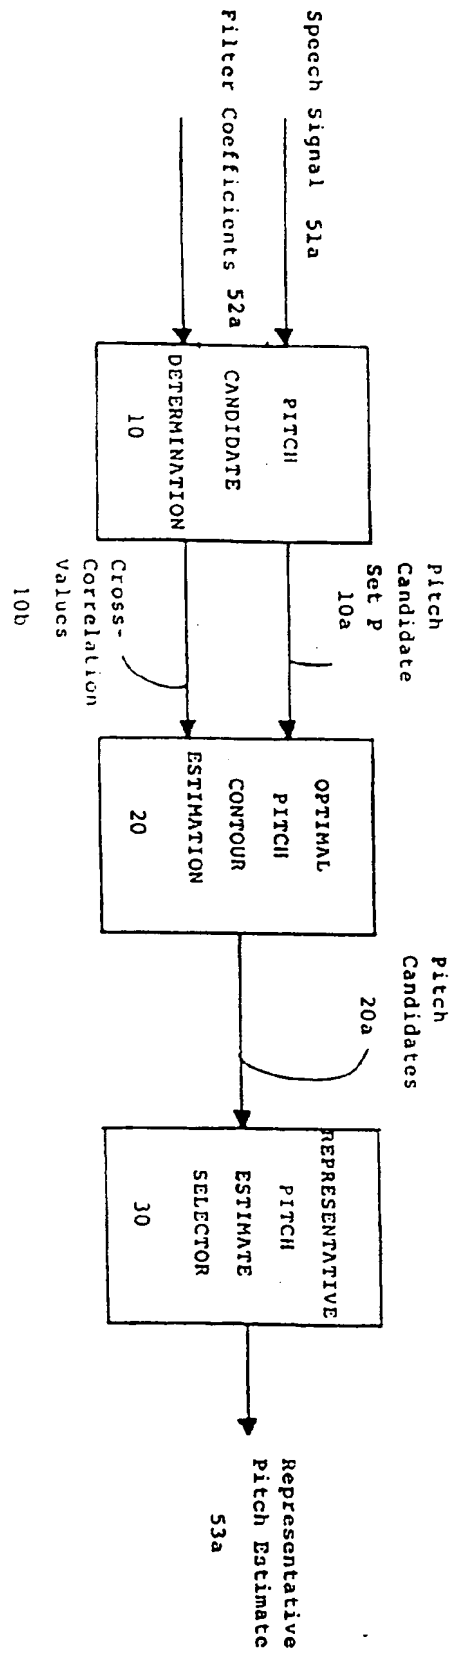 Speech Signal 51a
Filter Coefficients 52a
PITCH
CANDIDATE
DETERMINATION
10
Pitch
Candidate
Set P
10a
Cross-
Correlation
Values
10b
OPTIMAL
PITCH
CONTOUR
ESTIMATION
20
Pitch
Candidates
20a
REPRESENTATIVE
PITCH
ESTIMATE
SELECTOR
30
Representative
Pitch Estimate
53a